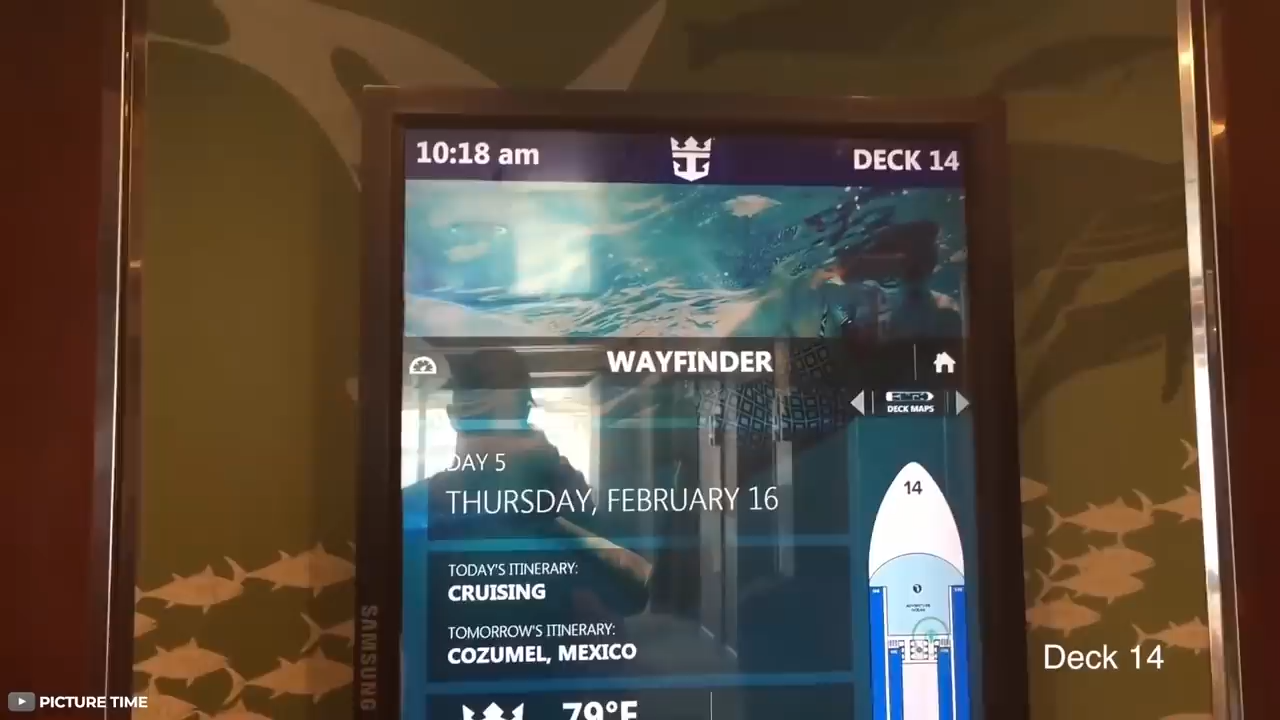 10:18 am
DECK 14
WAYFINDER
DECK MAPS
DAY 5
THURSDAY, FEBRUARY 16
14
TODAY'S ITINERARY:
CRUISING
TOMORROW'S ITINERARY:
COZUMEL, MEXICO
79°F
SAMSUNG
Deck 14
PICTURE TIME